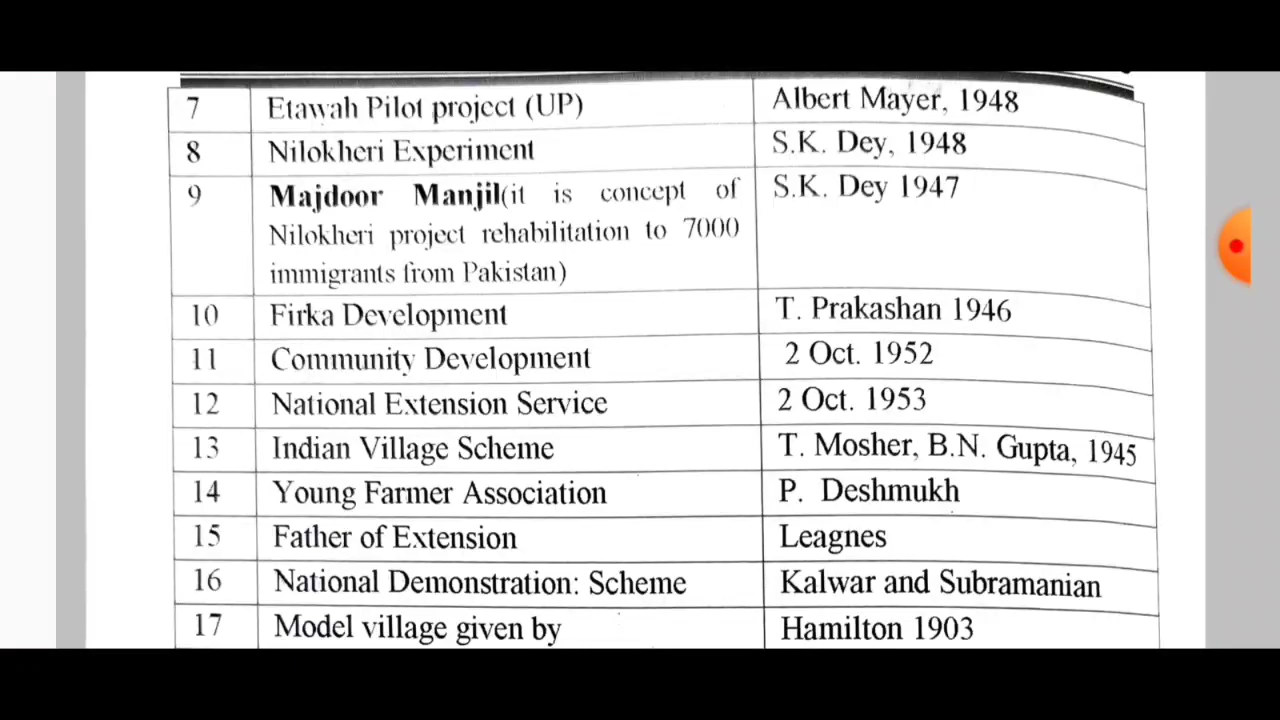 7 Etawah Pilot project (UP) Albert Mayer, 1948
8 Nilokheri Experiment S.K. Dey, 1948
9 Majdoor Manjil(it is concept of S.K. Dey 1947
Nilokheri project rehabilitation to 7000
immigrants from Pakistan)
10 Firka Development T. Prakashan 1946
11 Community Development 2 Oct. 1952
12 National Extension Service 2 Oct. 1953
13 Indian Village Scheme T. Mosher, B.N. Gupta, 1945
14 Young Farmer Association P. Deshmukh
15 Father of Extension Leagnes
16 National Demonstration: Scheme Kalwar and Subramanian
17 Model village given by Hamilton 1903